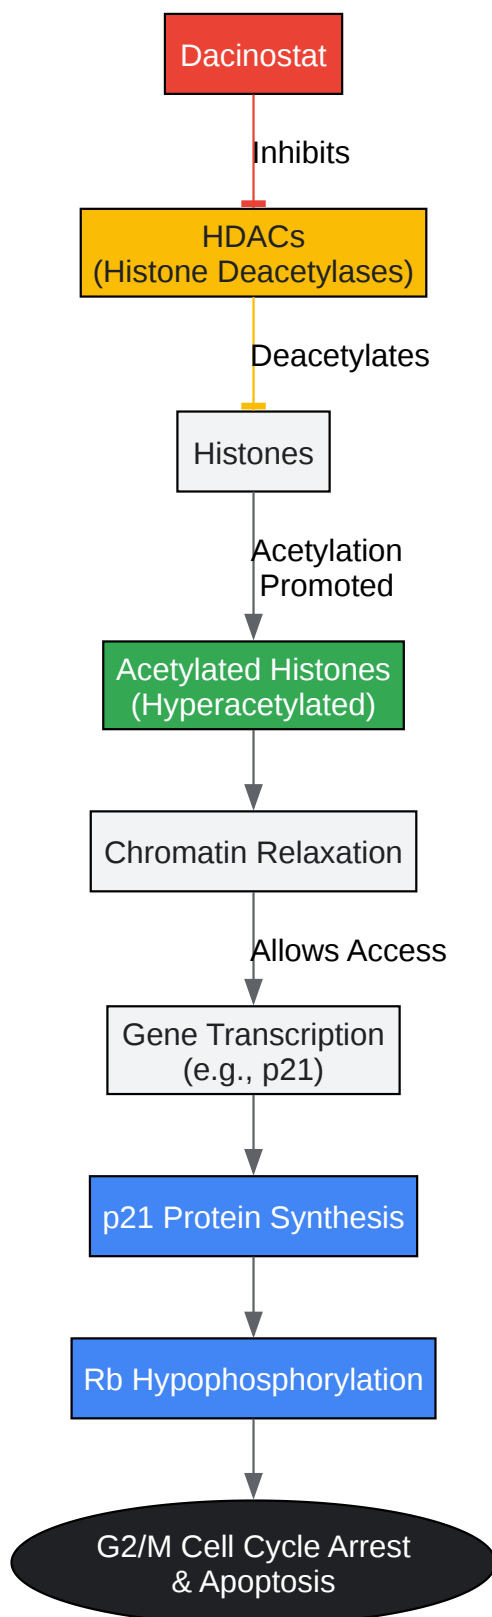 Dacinostat
Inhibits
HDACs
(Histone Deacetylases)
Deacetylates
Histones
Acetylation
Promoted
Acetylated Histones
(Hyperacetylated)
Chromatin Relaxation
Allows Access
Gene Transcription
(e.g., p21)
p21 Protein Synthesis
Rb Hypophosphorylation
G2/M Cell Cycle Arrest
& Apoptosis